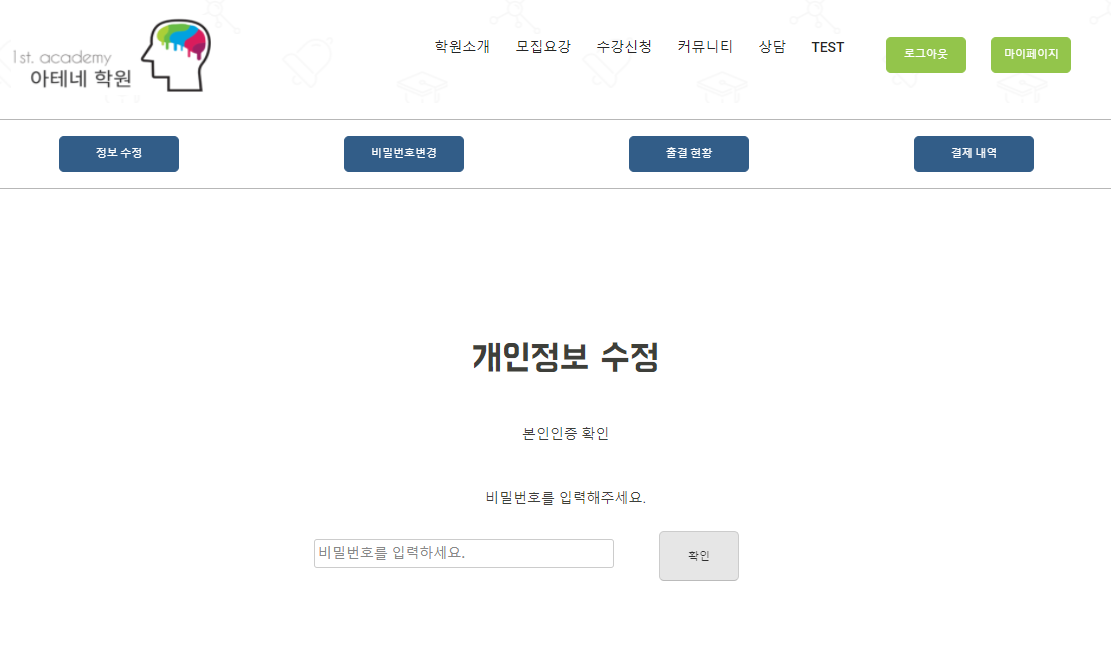 1st. academy
아테네 학원
학원소개 모집요강 수강신청 커뮤니티 상담 TEST 로그아웃 마이페이지
정보 수정 비밀번호변경 출결 현황 결제 내역
개인정보 수정
본인인증 확인
비밀번호를 입력해주세요.
비밀번호를 입력하세요. 확인